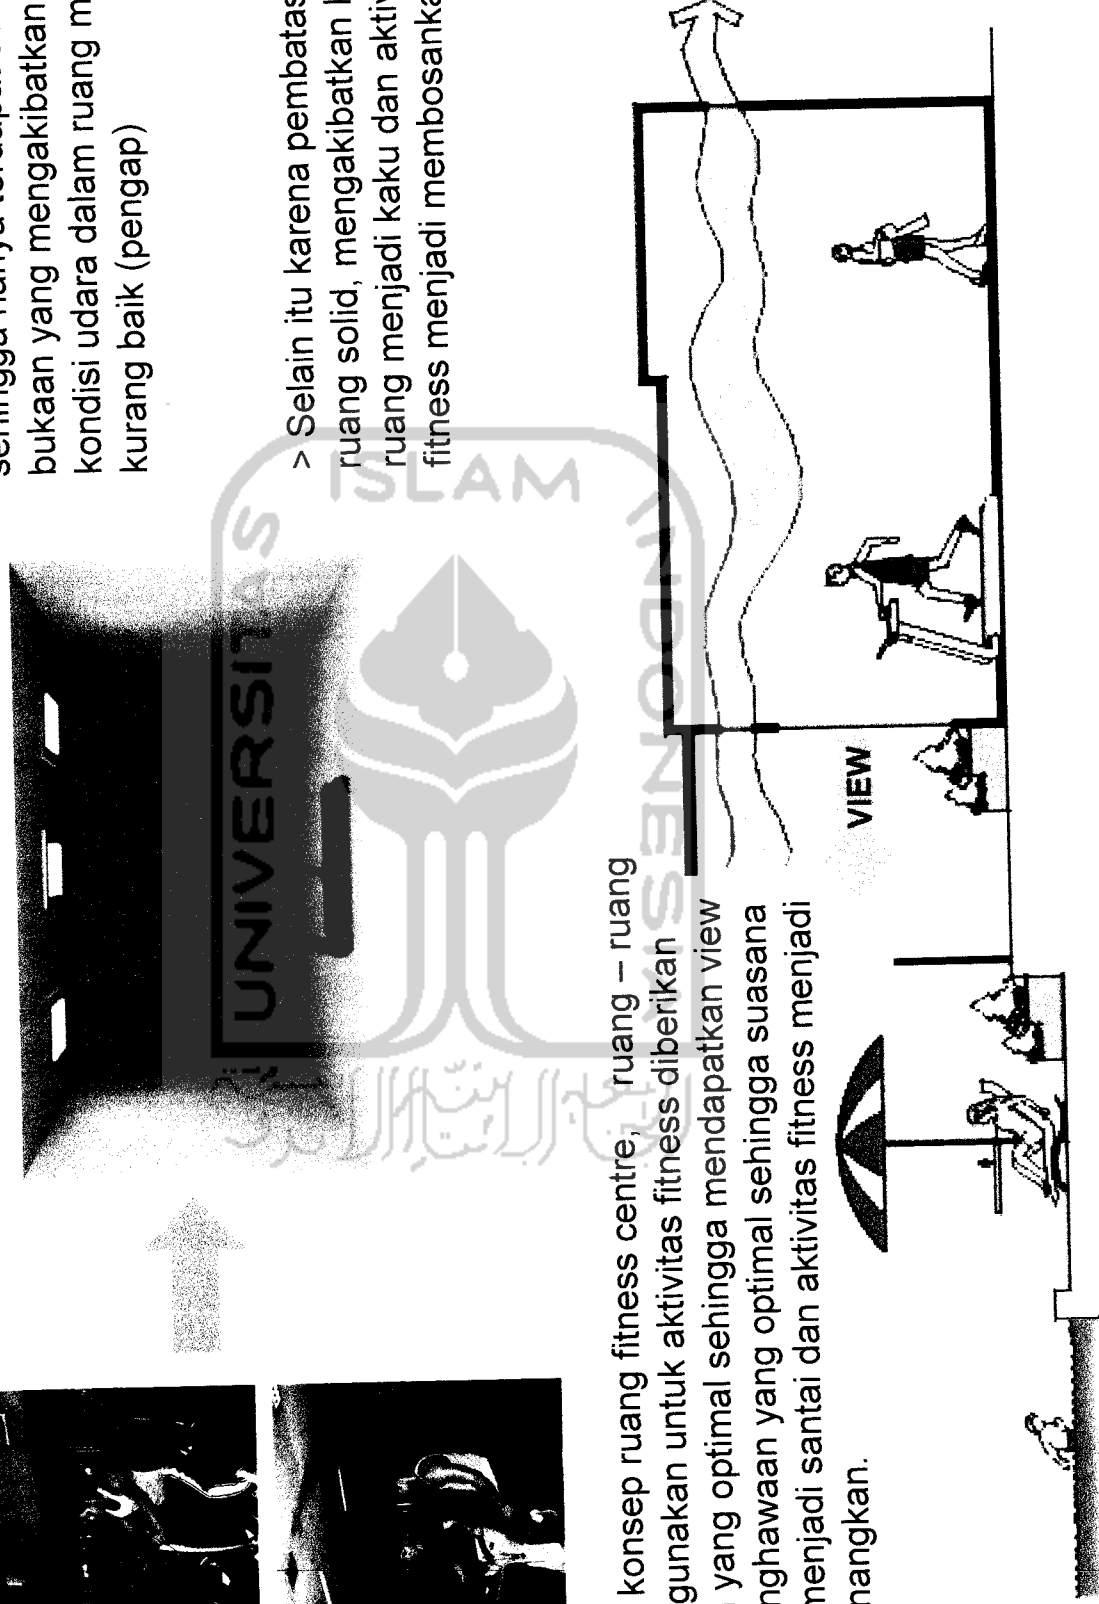 sehingga hanya terdapat
bukaan yang mengakibatkan
kondisi udara dalam ruang m
kurang baik (pengap)
> Selain itu karena pembatas
ruang solid, mengakibatkan
ruang menjadi kaku dan aktiv
fitness menjadi membosanka
UNIVERSITAS
ISLAM
INDONESIA
konsep ruang fitness centre, ruang – ruang
gunakan untuk aktivitas fitness diberikan
yang optimal sehingga mendapatkan view
nghawaan yang optimal sehingga suasana
menjadi santai dan aktivitas fitness menjadi
nangkan.
VIEW